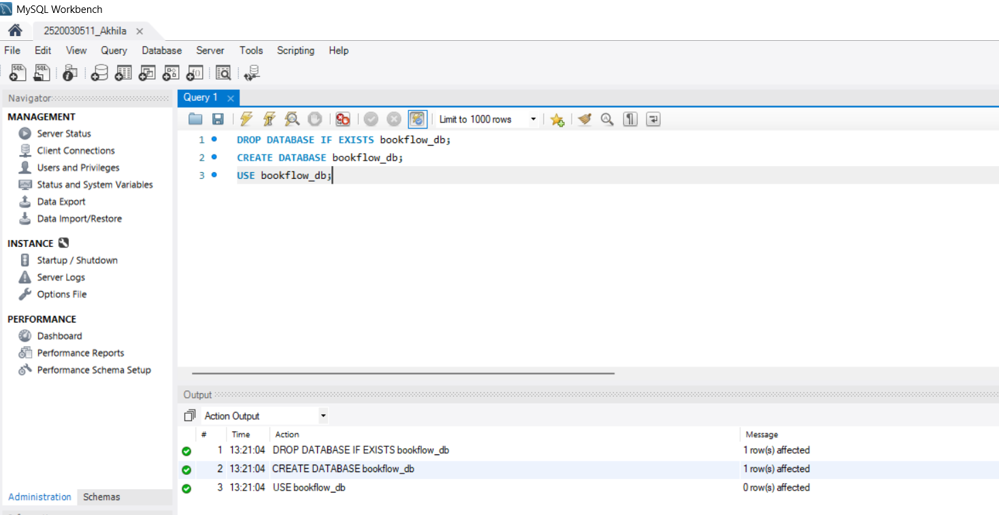 MySQL Workbench
2520030511_Akhila
File Edit View Query Database Server Tools Scripting Help
Navigator
MANAGEMENT
Server Status
Client Connections
Users and Privileges
Status and System Variables
Data Export
Data Import/Restore
INSTANCE
Startup / Shutdown
Server Logs
Options File
PERFORMANCE
Dashboard
Performance Reports
Performance Schema Setup
Administration Schemas
Query 1
Limit to 1000 rows
1 DROP DATABASE IF EXISTS bookflow_db;
2 CREATE DATABASE bookflow_db;
3 USE bookflow_db;
Output
Action Output
# Time Action Message
1 13:21:04 DROP DATABASE IF EXISTS bookflow_db 1 row(s) affected
2 13:21:04 CREATE DATABASE bookflow_db 1 row(s) affected
3 13:21:04 USE bookflow_db 0 row(s) affected